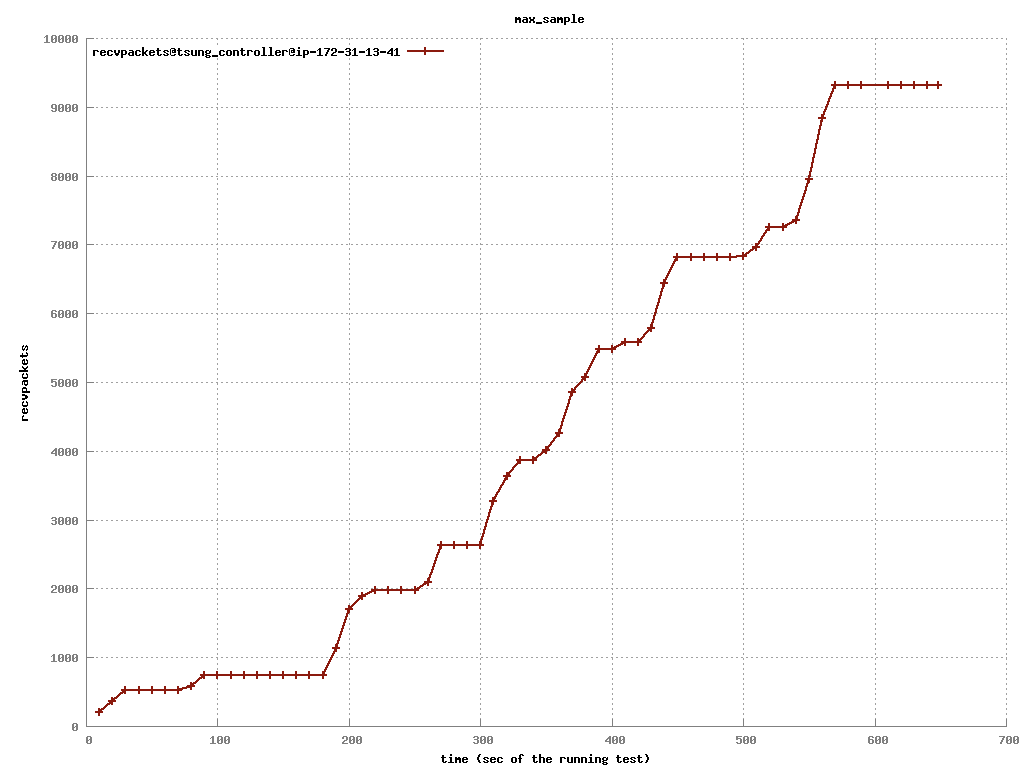 max_sample
recvpackets@tsung_controller@ip-172-31-13-41
10000
9000
8000
7000
6000
5000
4000
3000
2000
1000
0
recvpackets
0 100 200 300 400 500 600 700
time (sec of the running test)